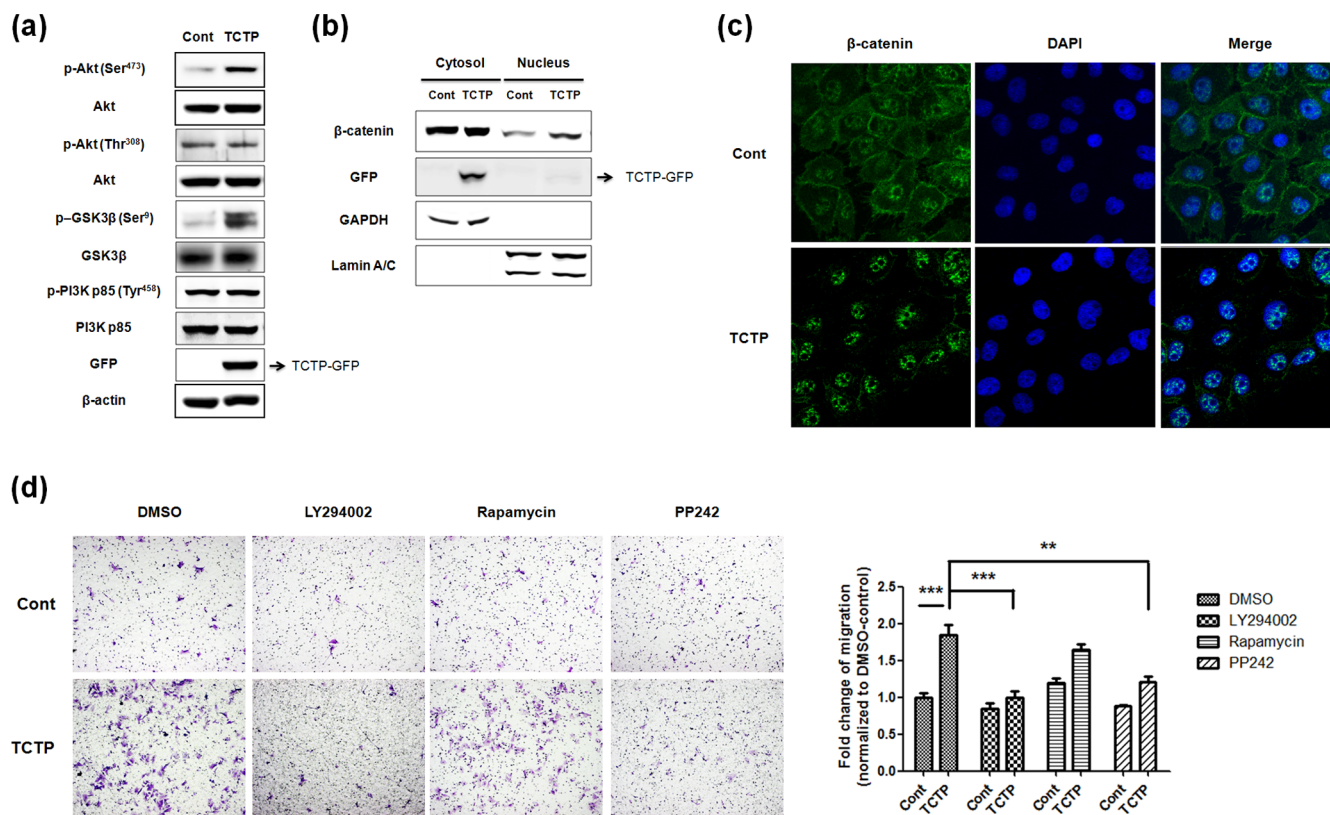 (a)
Cont TCTP
p-Akt (Ser473)
Akt
p-Akt (Thr308)
Akt
p–GSK3β (Ser9)
GSK3β
p-PI3K p85 (Tyr458)
PI3K p85
GFP → TCTP-GFP
β-actin
(b)
Cytosol Nucleus
Cont TCTP Cont TCTP
β-catenin
GFP → TCTP-GFP
GAPDH
Lamin A/C
(c)
β-catenin DAPI Merge
Cont
TCTP
(d)
DMSO LY294002 Rapamycin PP242
Cont
TCTP
Fold change of migration
(normalized to DMSO-control)
2.5
2.0
1.5
1.0
0.5
0.0
***
***
**
Cont TCTP Cont TCTP Cont TCTP Cont TCTP
DMSO
LY294002
Rapamycin
PP242